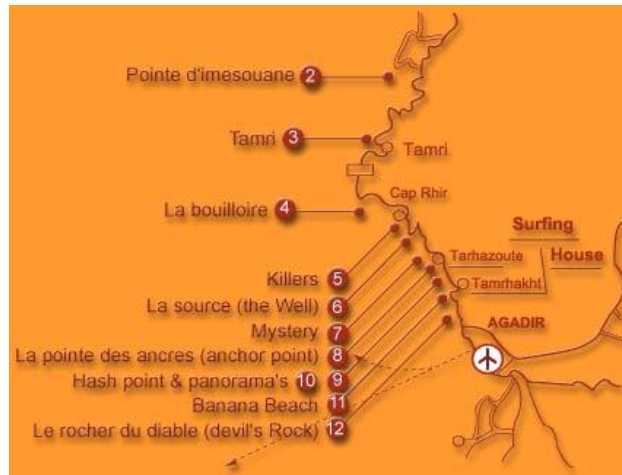 Pointe d'imesouane 2
Tamri 3
Tamri
Cap Rhir
La bouilloire 4
Surfing
House
Tarhazoute
Killers 5
Tamrhakht
La source (the Well) 6
Mystery 7
AGADIR
La pointe des ancres (anchor point) 8
Hash point & panorama's 10 9
Banana Beach 11
Le rocher du diable (devil's Rock) 12